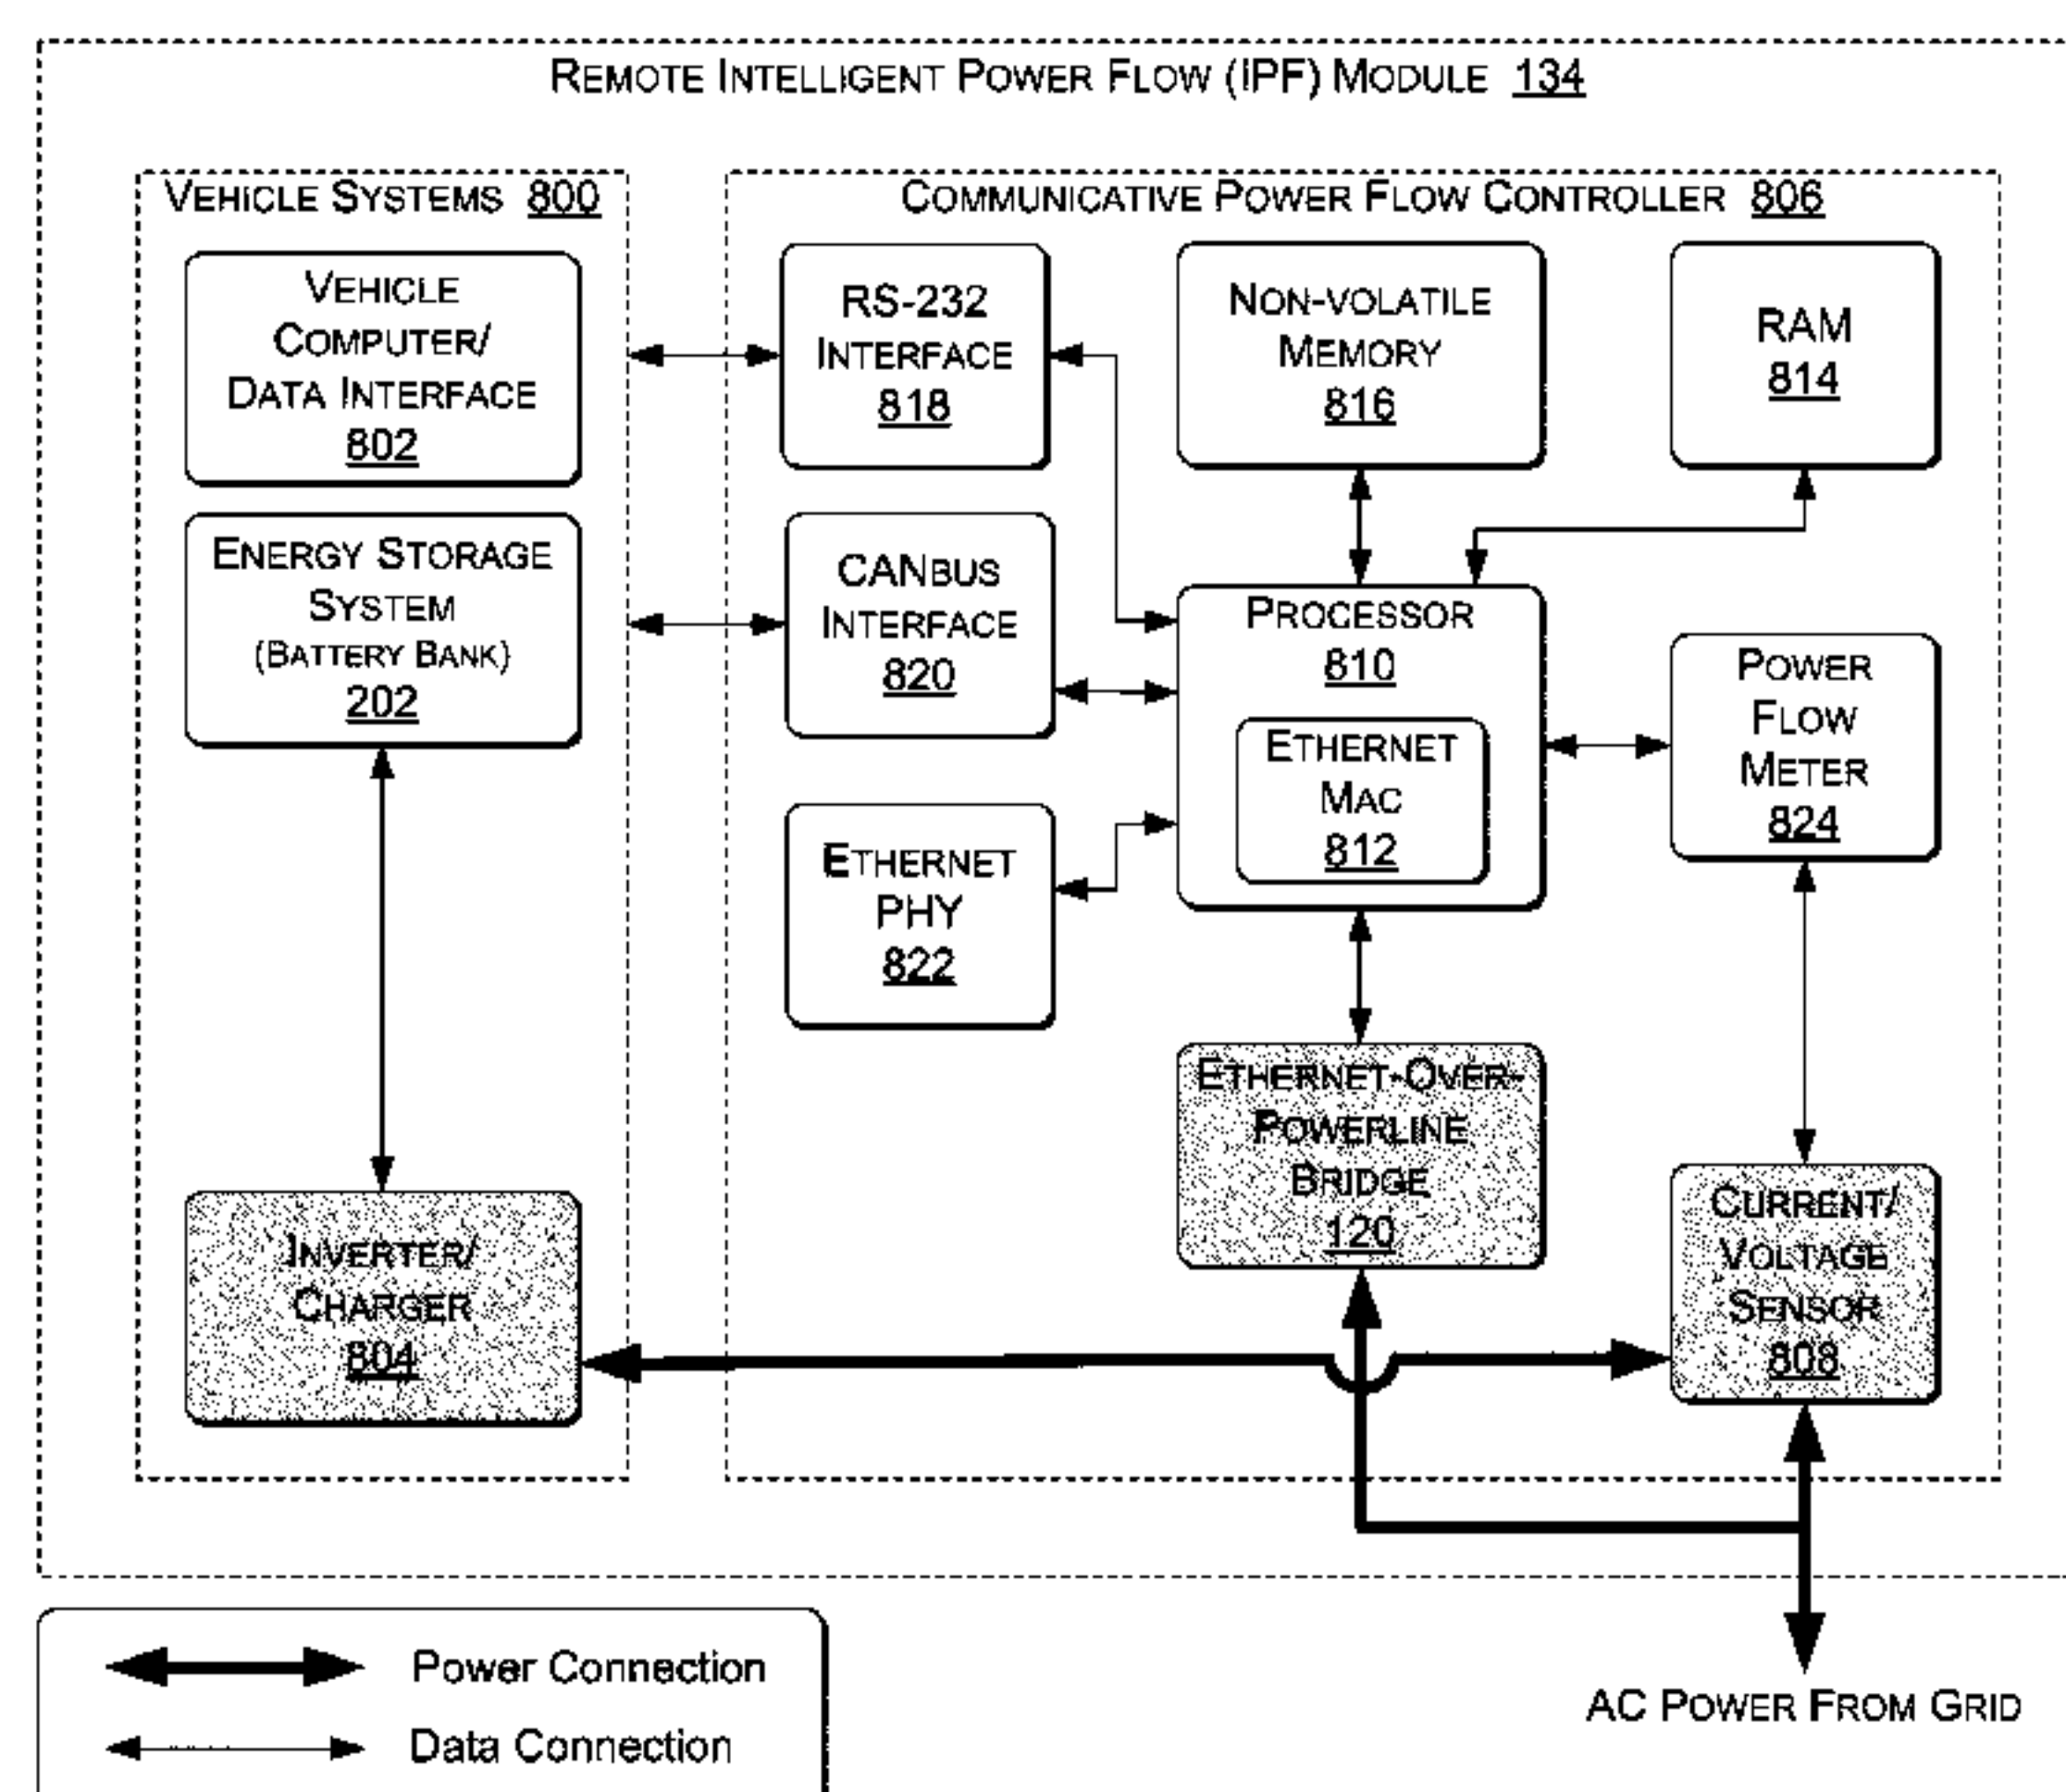 REMOTE INTELLIGENT POWER FLOW (IPF) MODULE 134
VEHICLE SYSTEMS 800
VEHICLE
COMPUTER/
DATA INTERFACE
802
ENERGY STORAGE
SYSTEM
(BATTERY BANK)
202
INVERTER/
CHARGER
804
COMMUNICATIVE POWER FLOW CONTROLLER 806
RS-232
INTERFACE
818
NON-VOLATILE
MEMORY
816
RAM
814
CANBUS
INTERFACE
820
PROCESSOR
810
ETHERNET
MAC
812
POWER
FLOW
METER
824
ETHERNET
PHY
822
ETHERNET-OVER-
POWERLINE
BRIDGE
120
CURRENT/
VOLTAGE
SENSOR
808
Power Connection
Data Connection
AC POWER FROM GRID